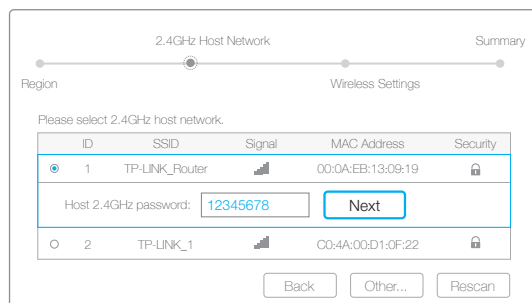 2.4GHz Host Network Summary
Region Wireless Settings
Please select 2.4GHz host network.
ID SSID Signal MAC Address Security
1 TP-LINK_Router 00:0A:EB:13:09:19
Host 2.4GHz password: 12345678 Next
2 TP-LINK_1 C0:4A:00:D1:0F:22
Back Other... Rescan